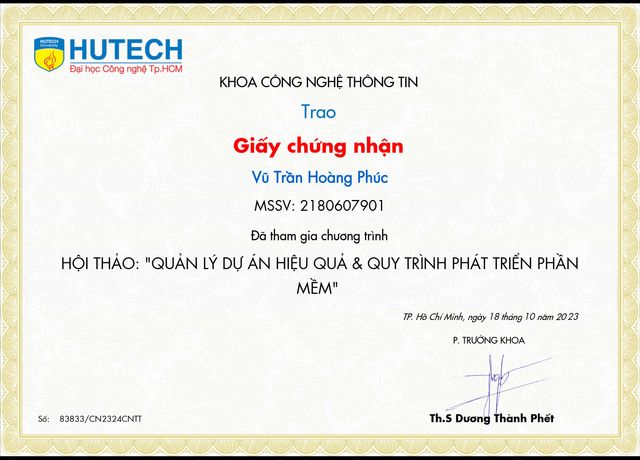 HUTECH
University
HUTECH
Đại học Công nghệ Tp.HCM
KHOA CÔNG NGHỆ THÔNG TIN
Trao
Giấy chứng nhận
Vũ Trần Hoàng Phúc
MSSV: 2180607901
Đã tham gia chương trình
HỘI THẢO: "QUẢN LÝ DỰ ÁN HIỆU QUẢ & QUY TRÌNH PHÁT TRIỂN PHẦN
MỀM"
TP. Hồ Chí Minh, ngày 18 tháng 10 năm 2023
P. TRƯỞNG KHOA
Th.S Dương Thành Phết
Số: 83833/CN2324CNTT